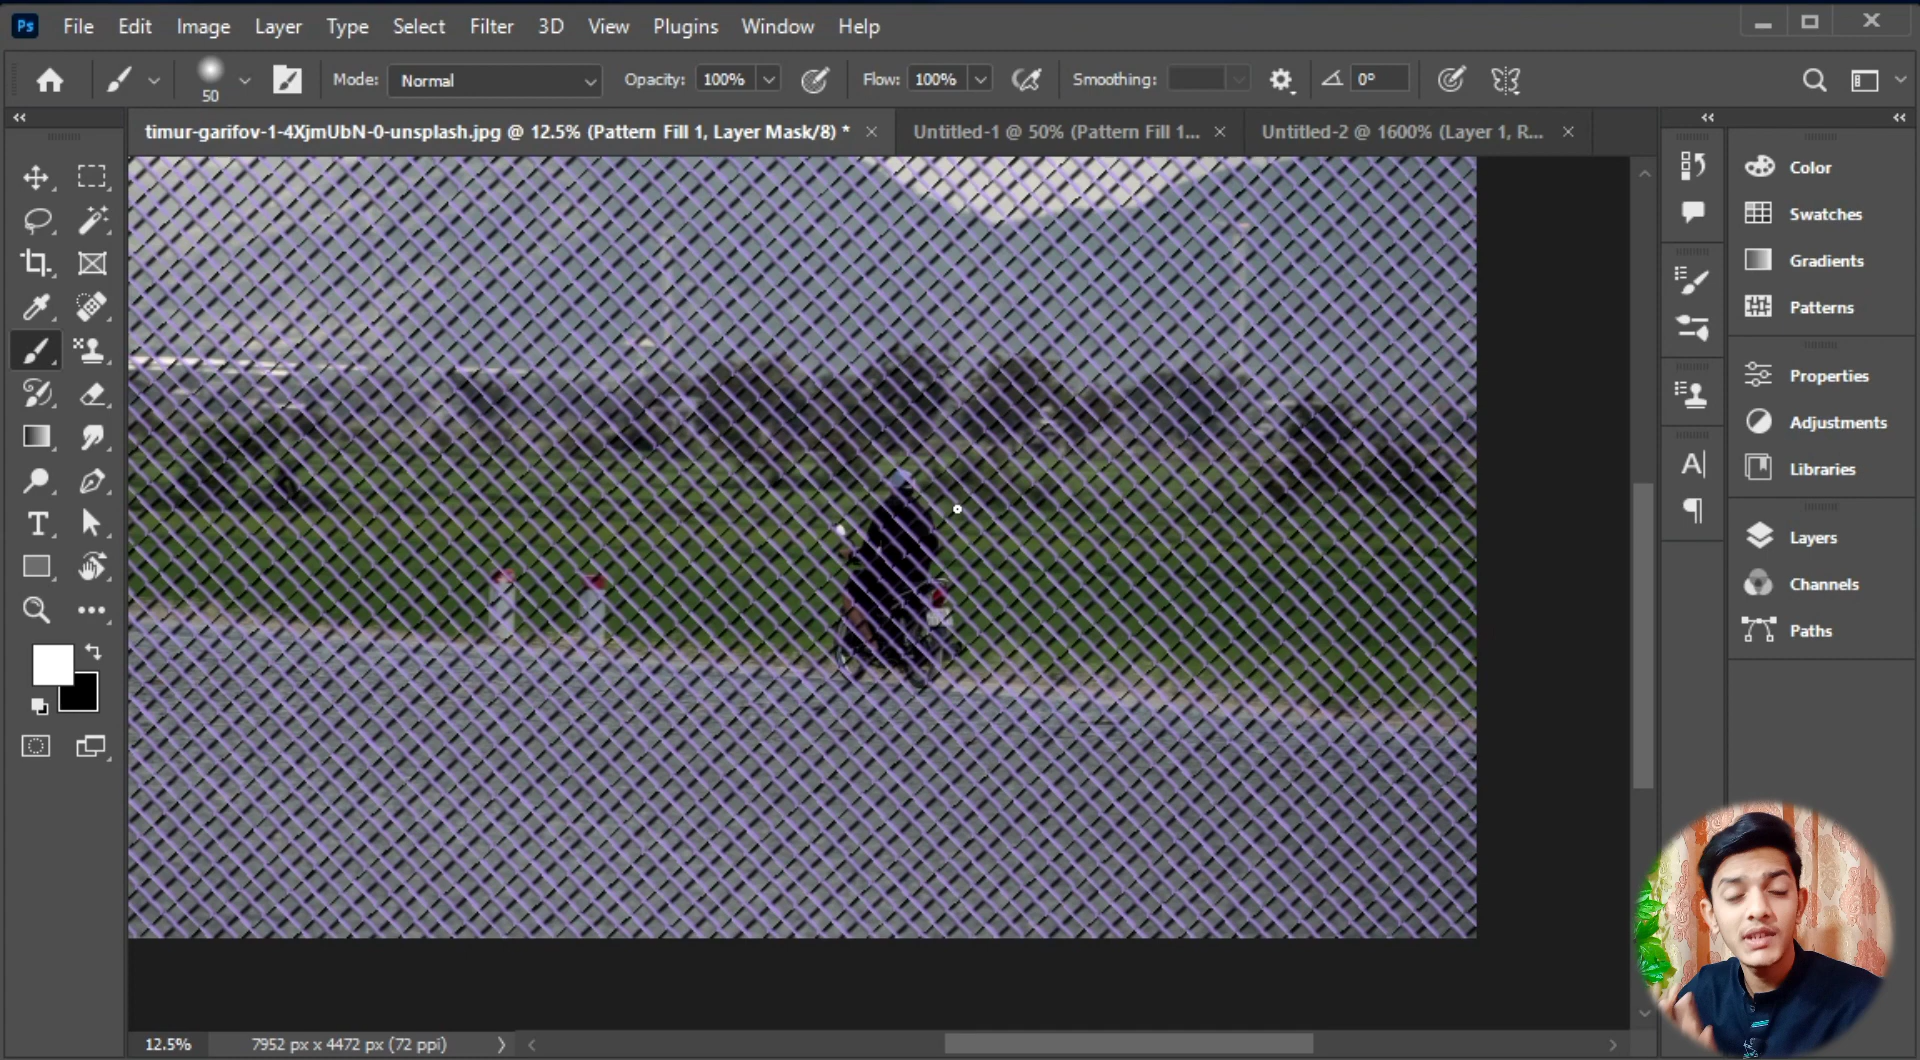 Ps File Edit Image Layer Type Select Filter 3D View Plugins Window Help
50 Mode: Normal Opacity: 100% Flow: 100% Smoothing: 0°
timur-garifov-1-4XjmUbN-0-unsplash.jpg @ 12.5% (Pattern Fill 1, Layer Mask/8) * Untitled-1 @ 50% (Pattern Fill 1... Untitled-2 @ 1600% (Layer 1, R...
Color
Swatches
Gradients
Patterns
Properties
Adjustments
Libraries
Layers
Channels
Paths
12.5% 7952 px x 4472 px (72 ppi)